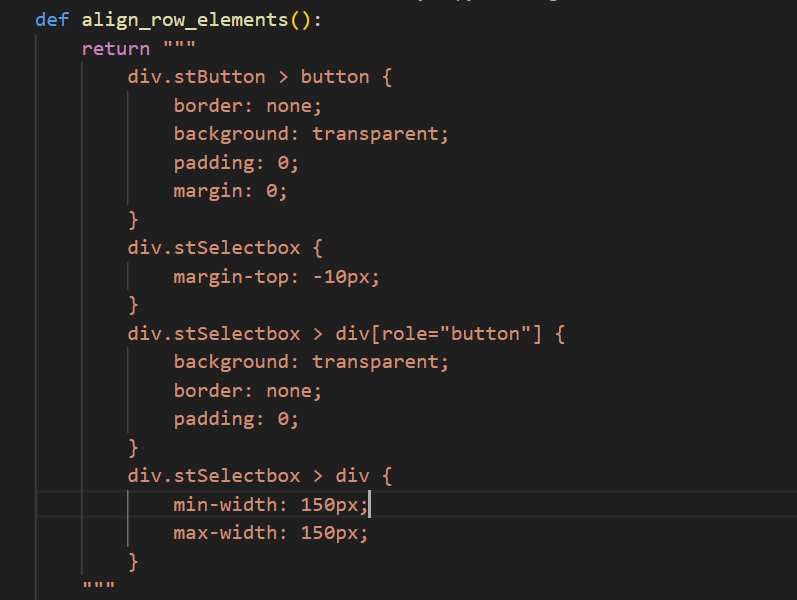 def align_row_elements():
    return """
        div.stButton > button {
            border: none;
            background: transparent;
            padding: 0;
            margin: 0;
        }
        div.stSelectbox {
            margin-top: -10px;
        }
        div.stSelectbox > div[role="button"] {
            background: transparent;
            border: none;
            padding: 0;
        }
        div.stSelectbox > div {
            min-width: 150px;
            max-width: 150px;
        }
    """